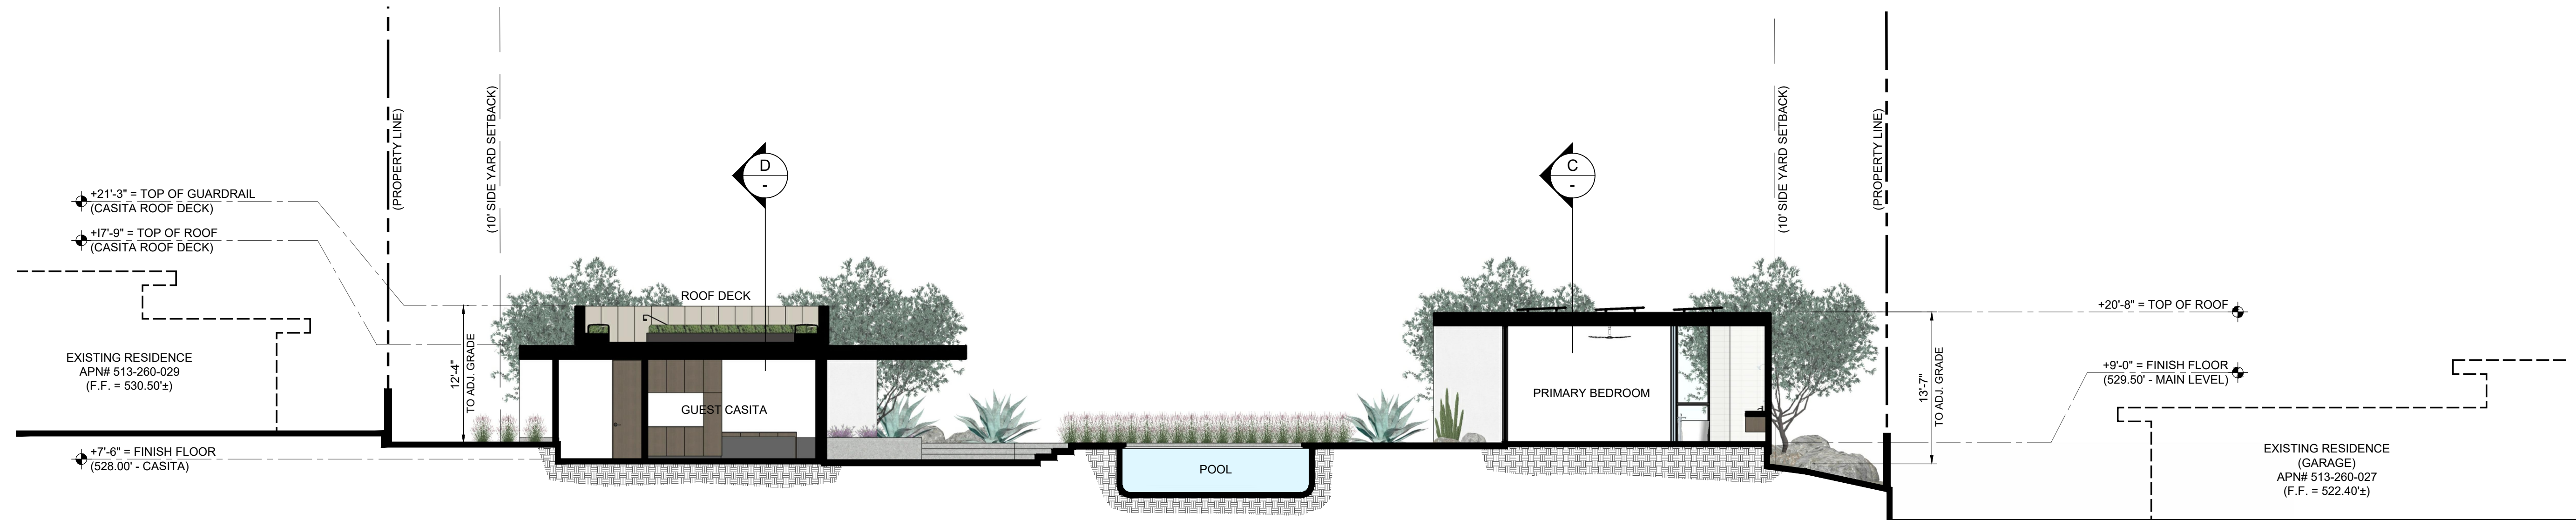 (PROPERTY LINE)
(10' SIDE YARD SETBACK)
+21'-3" = TOP OF GUARDRAIL
(CASITA ROOF DECK)
+I7'-9" = TOP OF ROOF
(CASITA ROOF DECK)
EXISTING RESIDENCE
APN# 513-260-029
(F.F. = 530.50'±)
+7'-6" = FINISH FLOOR
(528.00' - CASITA)
12'-4"
TO ADJ. GRADE
D
-
ROOF DECK
GUEST CASITA
POOL
C
-
PRIMARY BEDROOM
(10' SIDE YARD SETBACK)
(PROPERTY LINE)
13'-7"
TO ADJ. GRADE
+20'-8" = TOP OF ROOF
+9'-0" = FINISH FLOOR
(529.50' - MAIN LEVEL)
EXISTING RESIDENCE
(GARAGE)
APN# 513-260-027
(F.F. = 522.40'±)